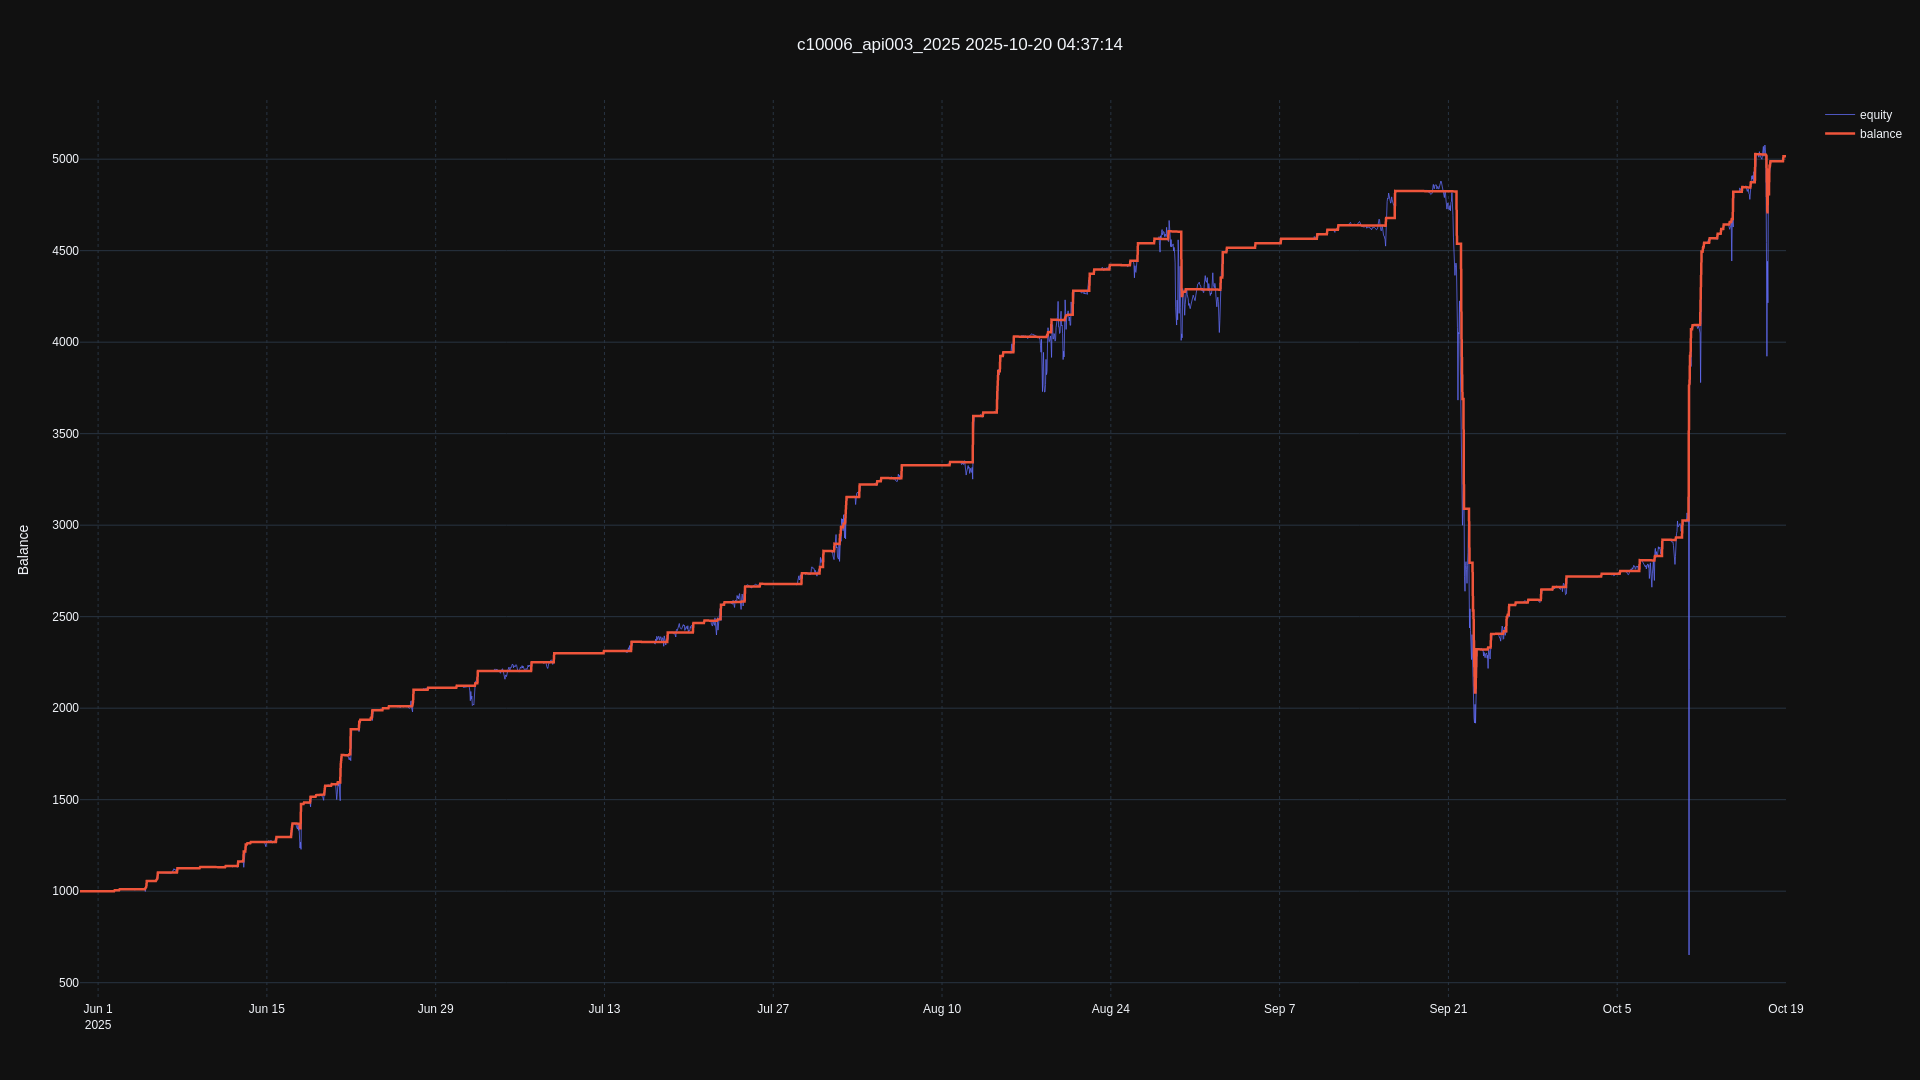 c10006_api003_2025 2025-10-20 04:37:14
equity
balance
Balance
5000
4500
4000
3500
3000
2500
2000
1500
1000
500
Jun 1
2025
Jun 15
Jun 29
Jul 13
Jul 27
Aug 10
Aug 24
Sep 7
Sep 21
Oct 5
Oct 19